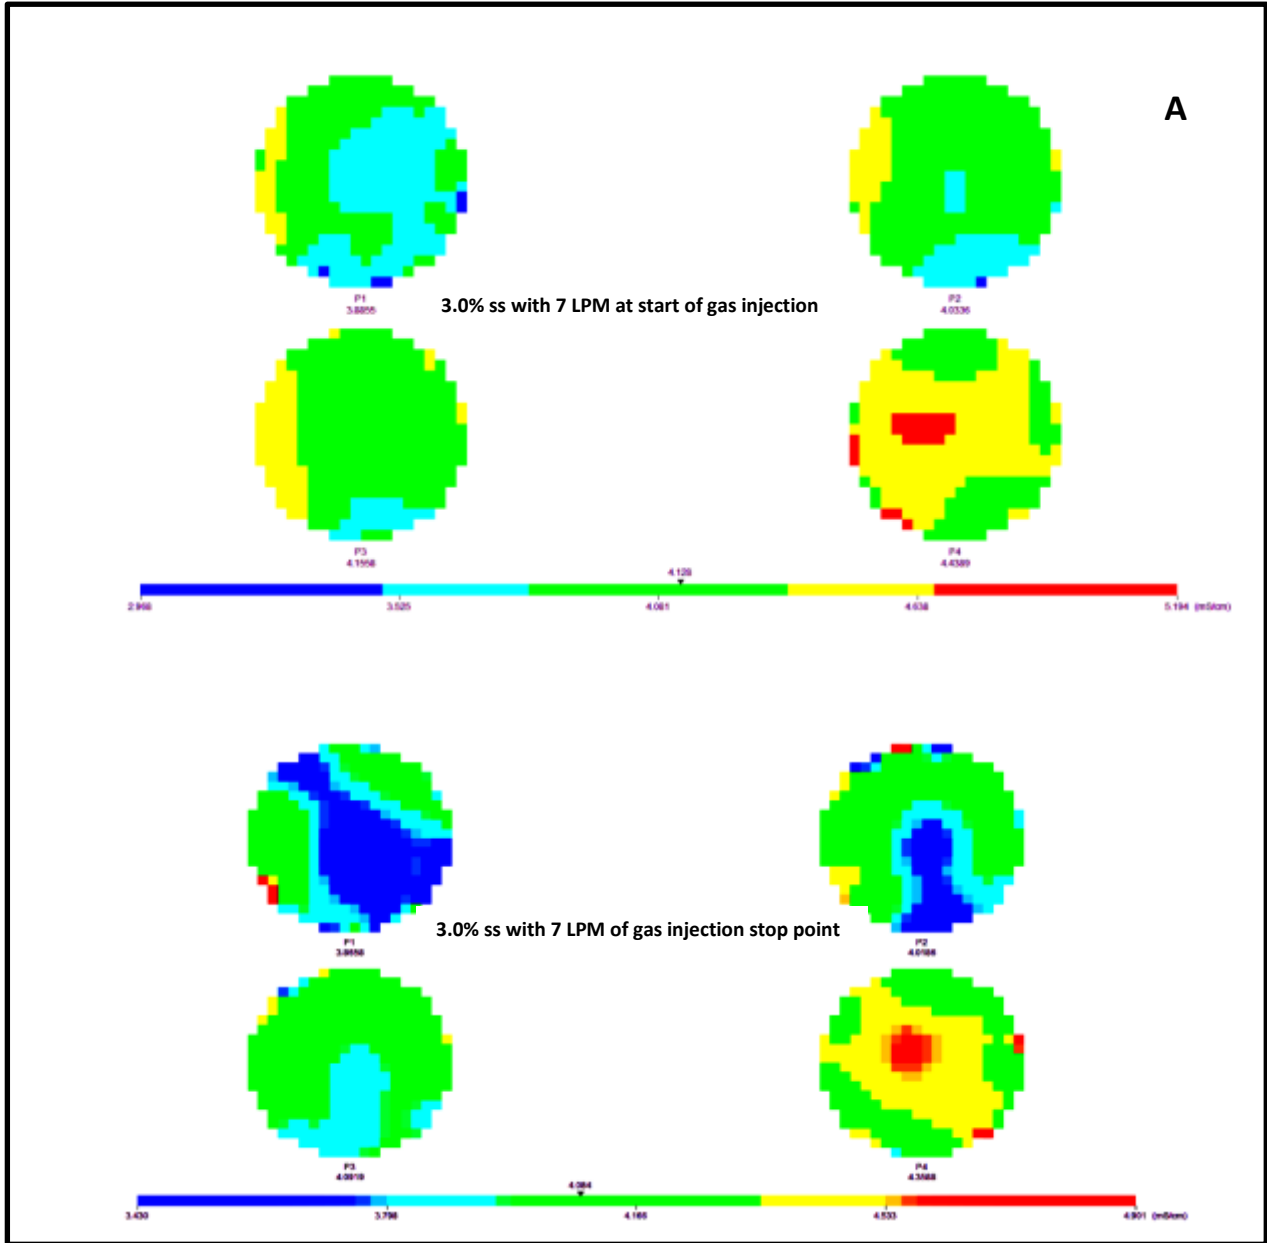 A
P1
P2
4.0336
3.0% ss with 7 LPM at start of gas injection
P3
4.1558
P4
4.4389
4.128
2.968 3.525 4.081 4.638 5.194 (mS/cm)
P1
P2
4.0186
3.0% ss with 7 LPM of gas injection stop point
P3
4.0919
P4
4.3588
4.084
3.430 3.798 4.166 4.533 4.901 (mS/cm)